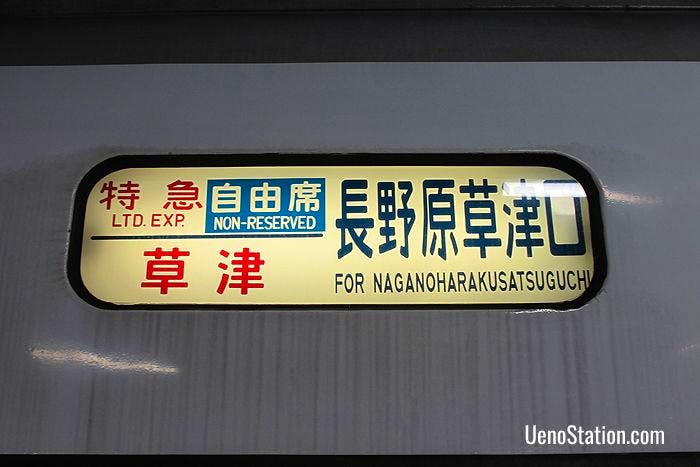 特急
LTD. EXP.
自由席
NON-RESERVED
草津
長野原草津口
FOR NAGANOHARAKUSATSUGUCHI
UenoStation.com